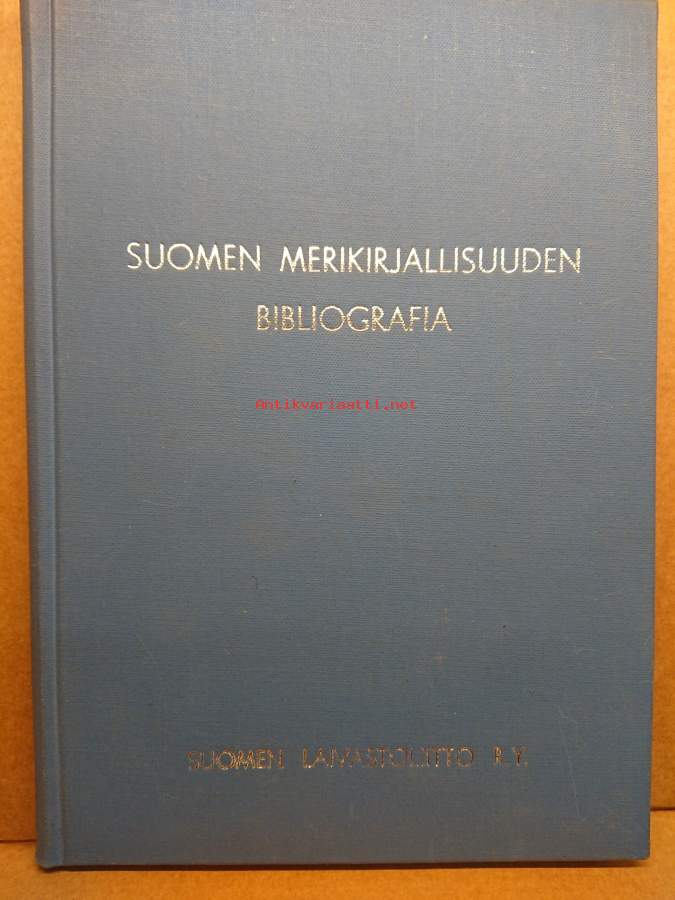 SUOMEN MERIKIRJALLISUUDEN
BIBLIOGRAFIA
Antikvariaatti.net
SUOMEN LAIVASTOLIITTO R.Y.